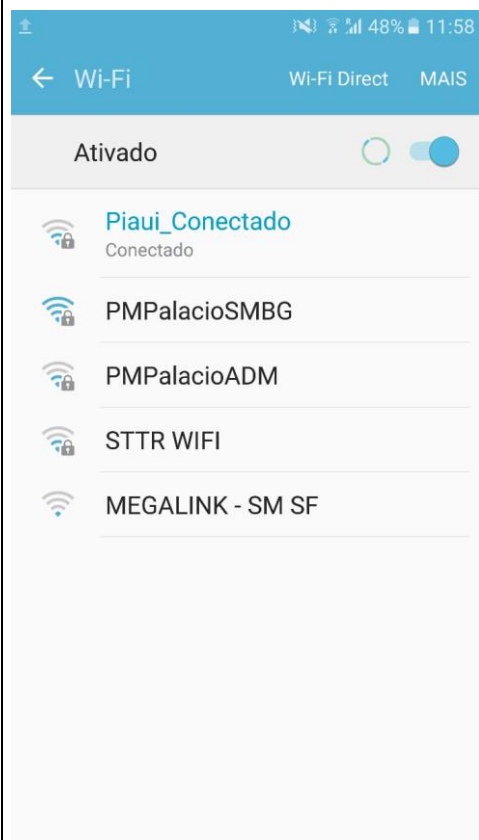 48% 11:58
Wi-Fi Wi-Fi Direct MAIS
Ativado
Piaui_Conectado
Conectado
PMPalacioSMBG
PMPalacioADM
STTR WIFI
MEGALINK - SM SF